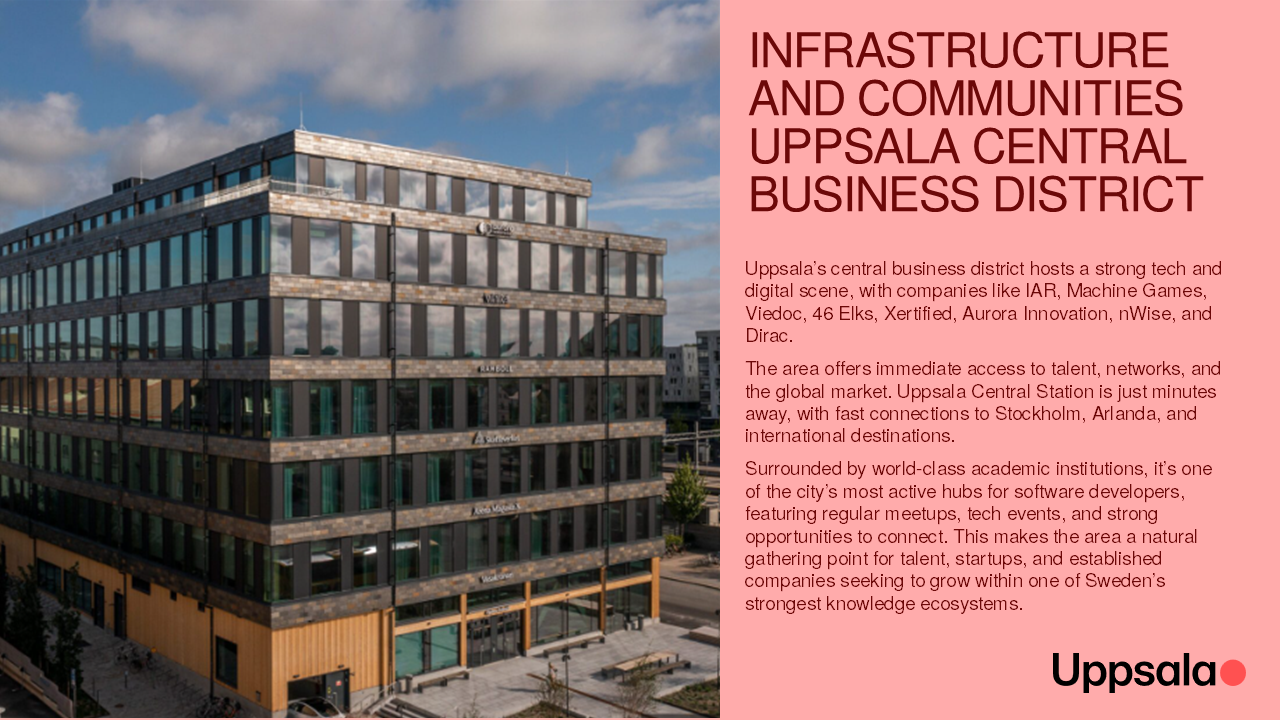 INFRASTRUCTURE
AND COMMUNITIES
UPPSALA CENTRAL
BUSINESS DISTRICT
Uppsala’s central business district hosts a strong tech and
digital scene, with companies like IAR, Machine Games,
Viedoc, 46 Elks, Xertified, Aurora Innovation, nWise, and
Dirac.
The area offers immediate access to talent, networks, and
the global market. Uppsala Central Station is just minutes
away, with fast connections to Stockholm, Arlanda, and
international destinations.
Surrounded by world-class academic institutions, it’s one
of the city’s most active hubs for software developers,
featuring regular meetups, tech events, and strong
opportunities to connect. This makes the area a natural
gathering point for talent, startups, and established
companies seeking to grow within one of Sweden’s
strongest knowledge ecosystems.
Uppsala
RAMBOLL